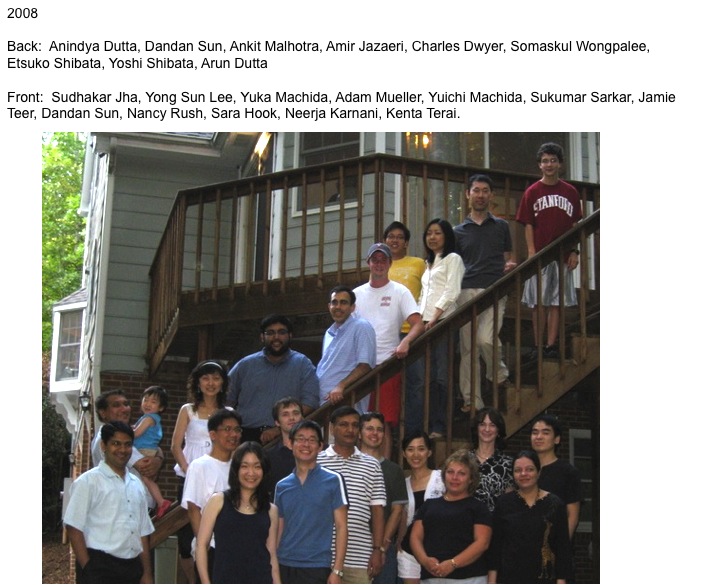 2008
Back:  Anindya Dutta, Dandan Sun, Ankit Malhotra, Amir Jazaeri, Charles Dwyer, Somaskul Wongpalee,
Etsuko Shibata, Yoshi Shibata, Arun Dutta
Front:  Sudhakar Jha, Yong Sun Lee, Yuka Machida, Adam Mueller, Yuichi Machida, Sukumar Sarkar, Jamie
Teer, Dandan Sun, Nancy Rush, Sara Hook, Neerja Karnani, Kenta Terai.
STANFORD